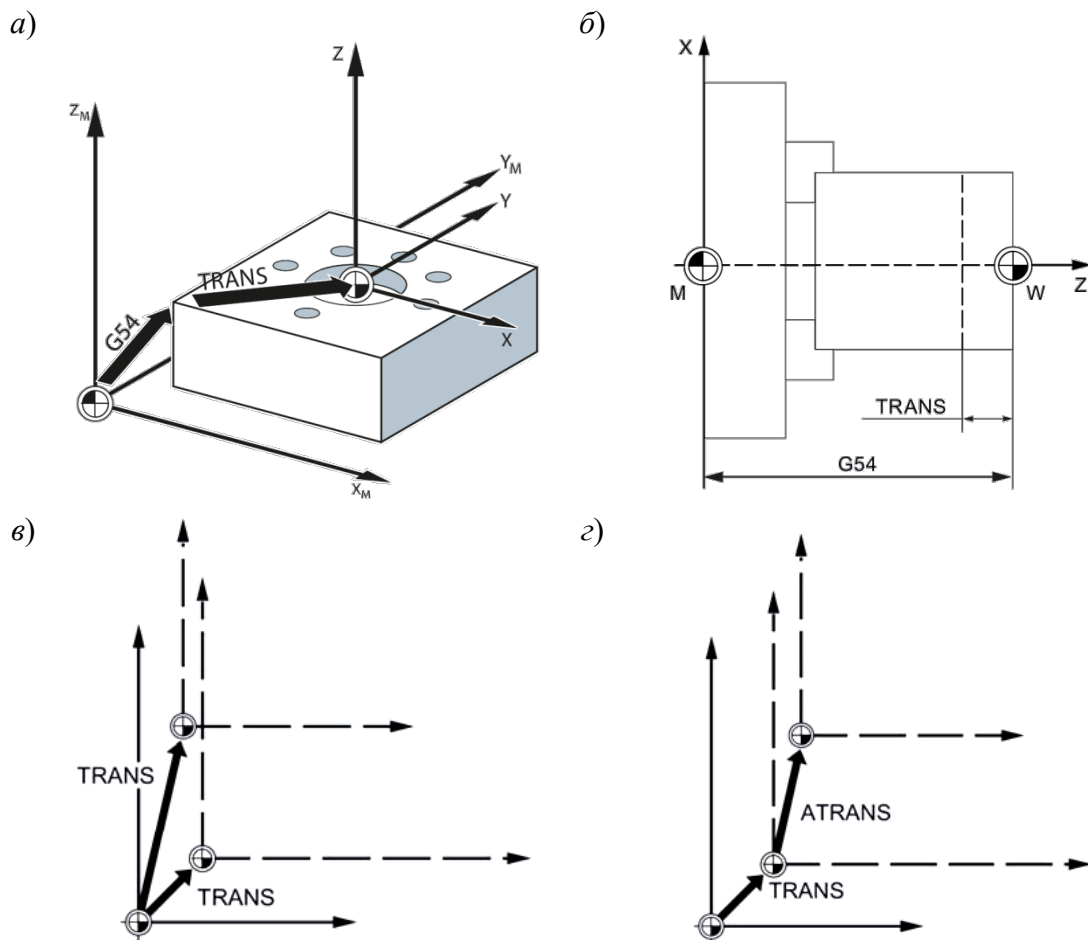 а)
Z
Z_M
Y_M
Y
TRANS
G54
X
X_M
б)
X
M
W
Z
TRANS
G54
в)
TRANS
TRANS
г)
ATRANS
TRANS